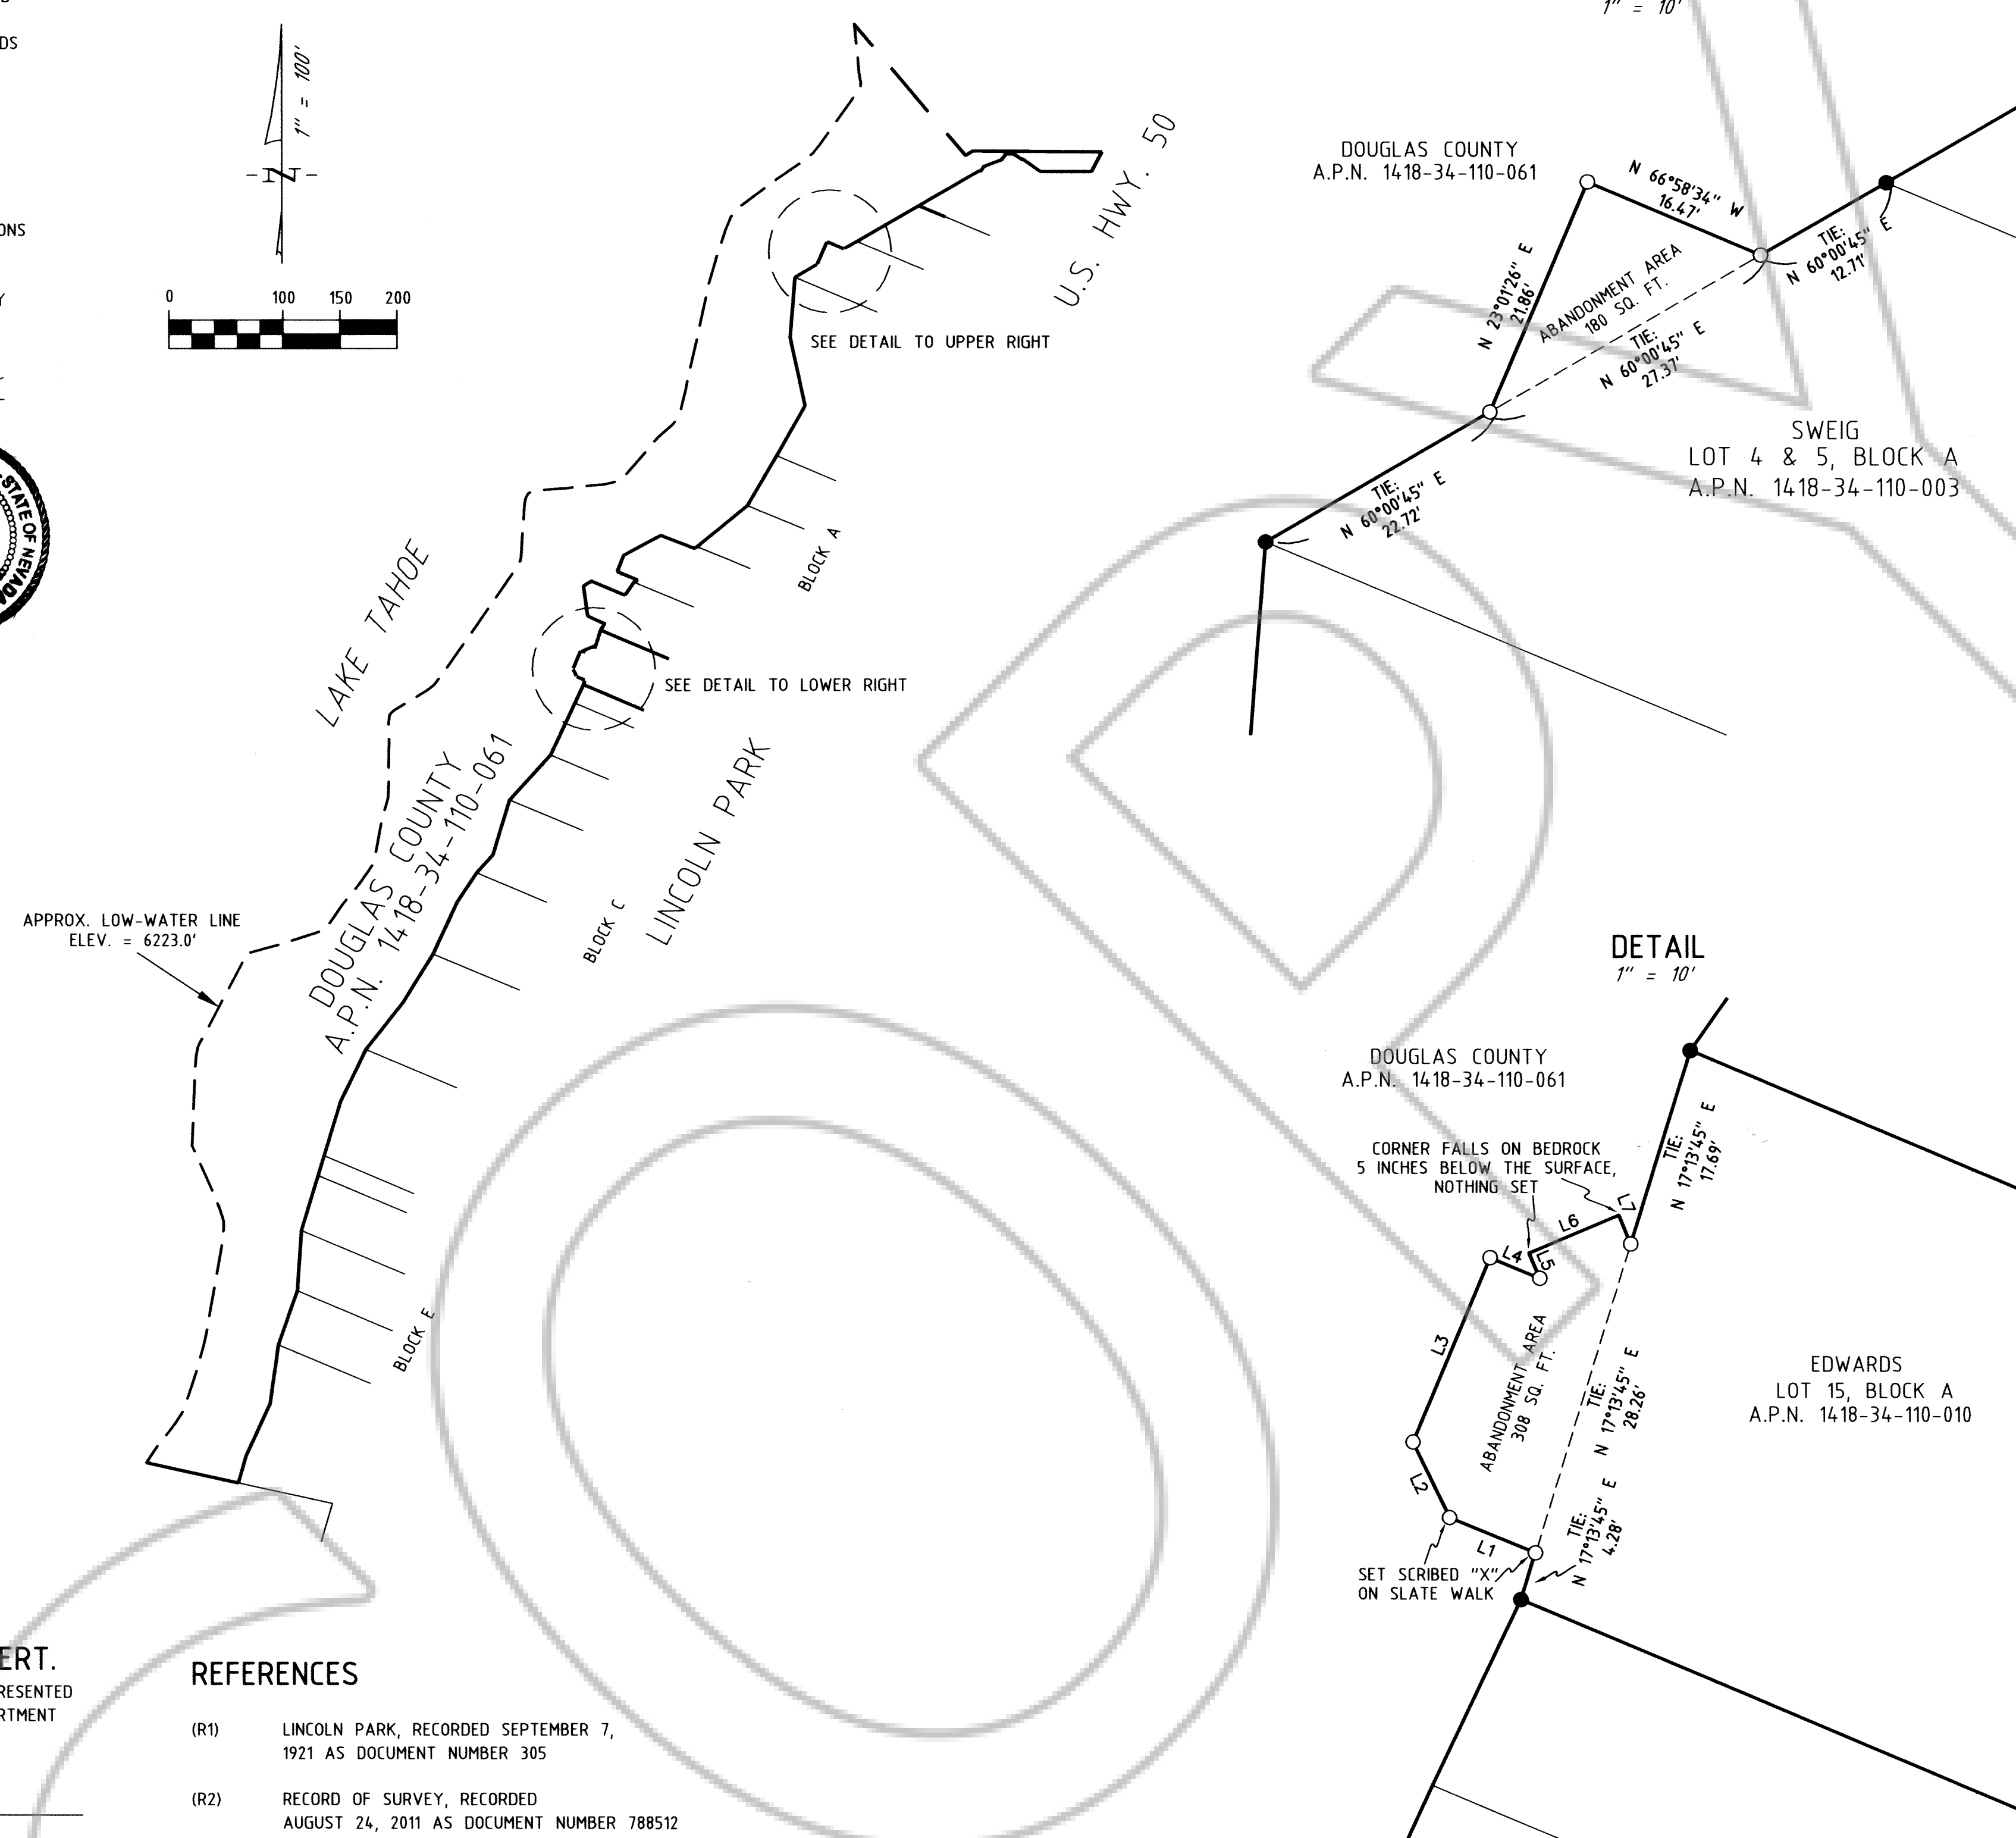 DS
ONS
Y
STATE OF NEVADA
1" = 100'
N
0 100 150 200
1" = 10'
U.S. HWY. 50
SEE DETAIL TO UPPER RIGHT
LAKE TAHOE
BLOCK A
SEE DETAIL TO LOWER RIGHT
DOUGLAS COUNTY
A.P.N. 1418-34-110-061
LINCOLN PARK
BLOCK C
APPROX. LOW-WATER LINE
ELEV. = 6223.0'
BLOCK E
DOUGLAS COUNTY
A.P.N. 1418-34-110-061
N 66°58'34" W
16.47'
TIE:
N 60°00'45" E
12.71'
N 23°01'26" E
21.86'
ABANDONMENT AREA
180 SQ. FT.
TIE:
N 60°00'45" E
27.37'
SWEIG
LOT 4 & 5, BLOCK A
A.P.N. 1418-34-110-003
TIE:
N 60°00'45" E
22.72'
DETAIL
1" = 10'
DOUGLAS COUNTY
A.P.N. 1418-34-110-061
TIE:
N 17°13'45" E
17.69'
CORNER FALLS ON BEDROCK
5 INCHES BELOW THE SURFACE,
NOTHING SET
L7
L6
L4
L5
L3
ABANDONMENT AREA
308 SQ. FT.
TIE:
N 17°13'45" E
28.26'
EDWARDS
LOT 15, BLOCK A
A.P.N. 1418-34-110-010
L2
L1
TIE:
N 17°13'45" E
4.28'
SET SCRIBED "X"
ON SLATE WALK
ERT.
RESENTED
RTMENT
REFERENCES
(R1) LINCOLN PARK, RECORDED SEPTEMBER 7,
1921 AS DOCUMENT NUMBER 305
(R2) RECORD OF SURVEY, RECORDED
AUGUST 24, 2011 AS DOCUMENT NUMBER 788512